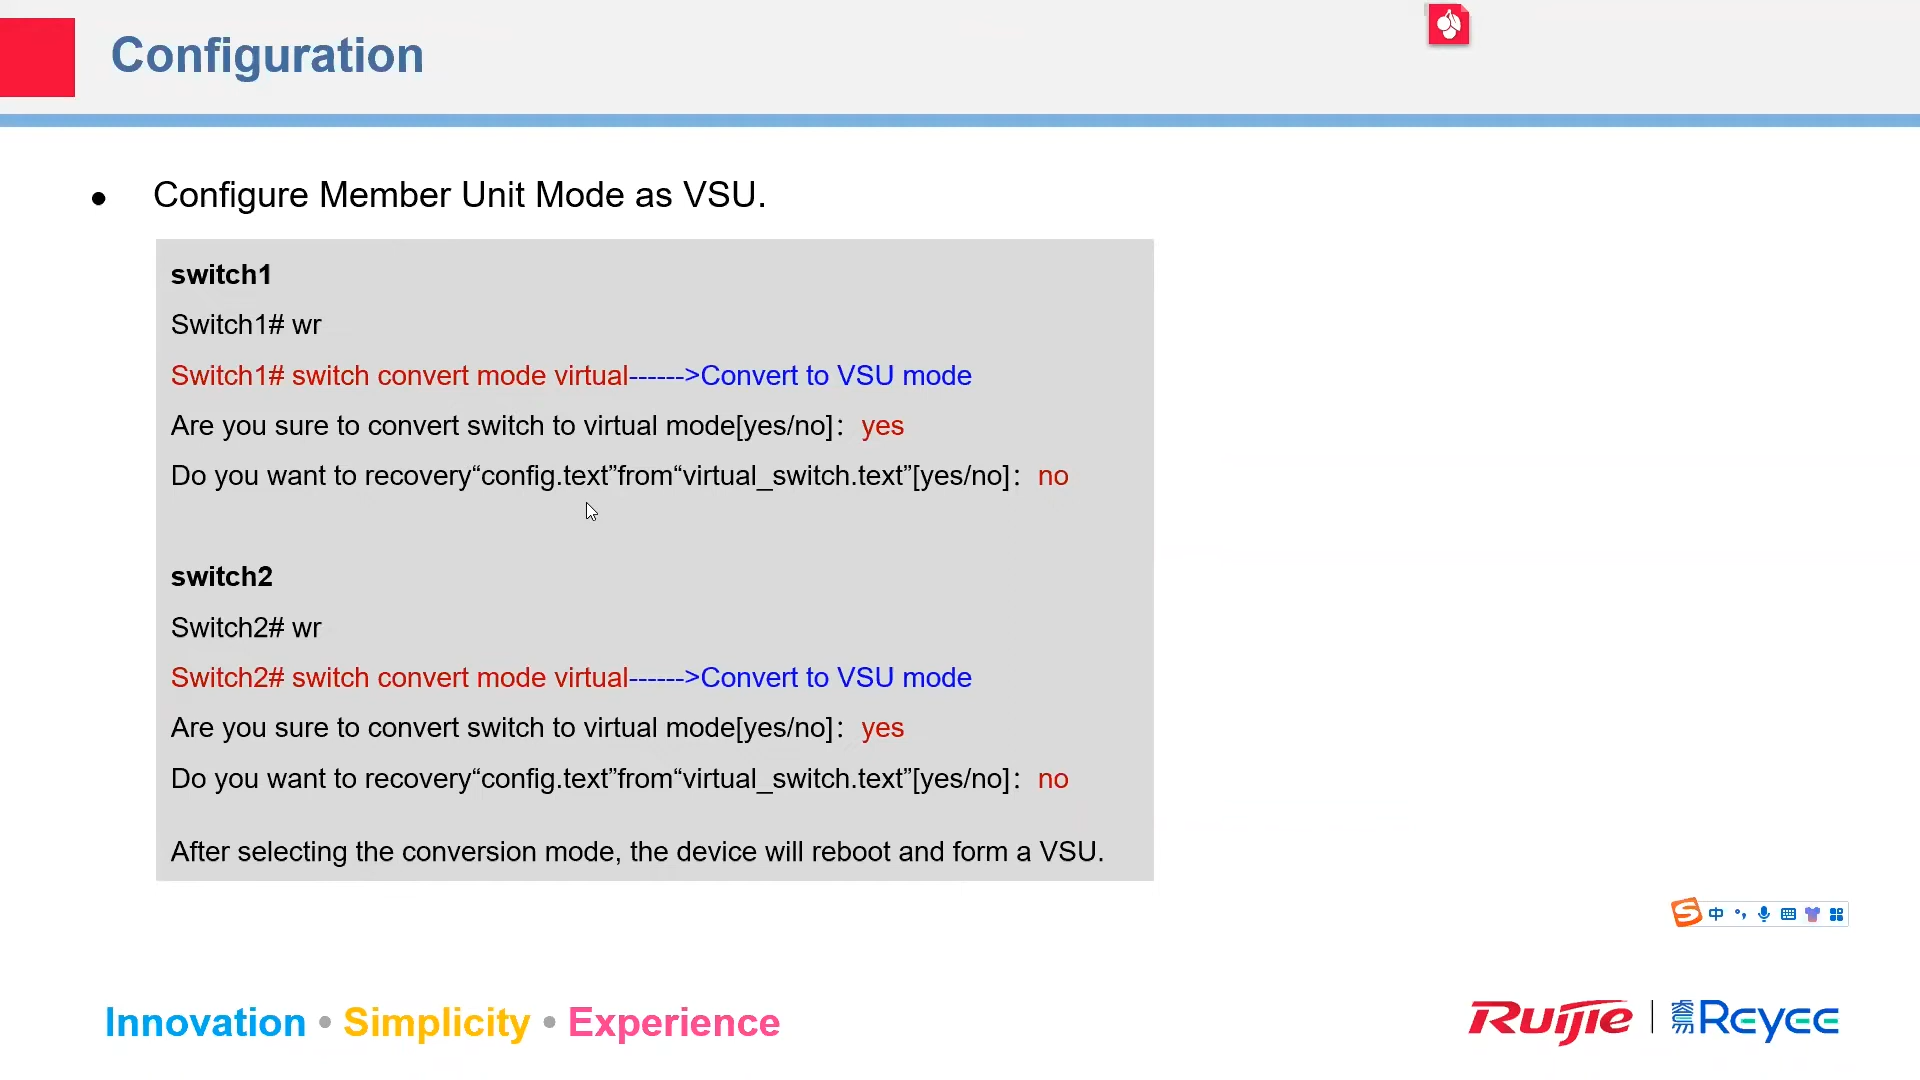 Configuration
● Configure Member Unit Mode as VSU.
switch1
Switch1# wr
Switch1# switch convert mode virtual------>Convert to VSU mode
Are you sure to convert switch to virtual mode[yes/no]：yes
Do you want to recovery“config.text”from“virtual_switch.text”[yes/no]：no
switch2
Switch2# wr
Switch2# switch convert mode virtual------>Convert to VSU mode
Are you sure to convert switch to virtual mode[yes/no]：yes
Do you want to recovery“config.text”from“virtual_switch.text”[yes/no]：no
After selecting the conversion mode, the device will reboot and form a VSU.
S 中
Innovation • Simplicity • Experience
Ruijie | 睿易 Reyee